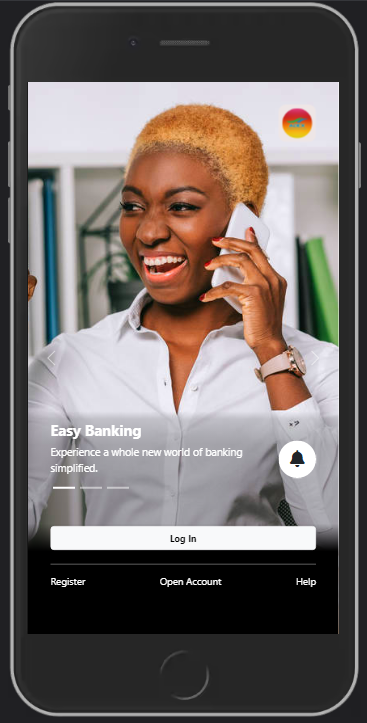 Easy Banking
Experience a whole new world of banking
simplified.
Log In
Register
Open Account
Help